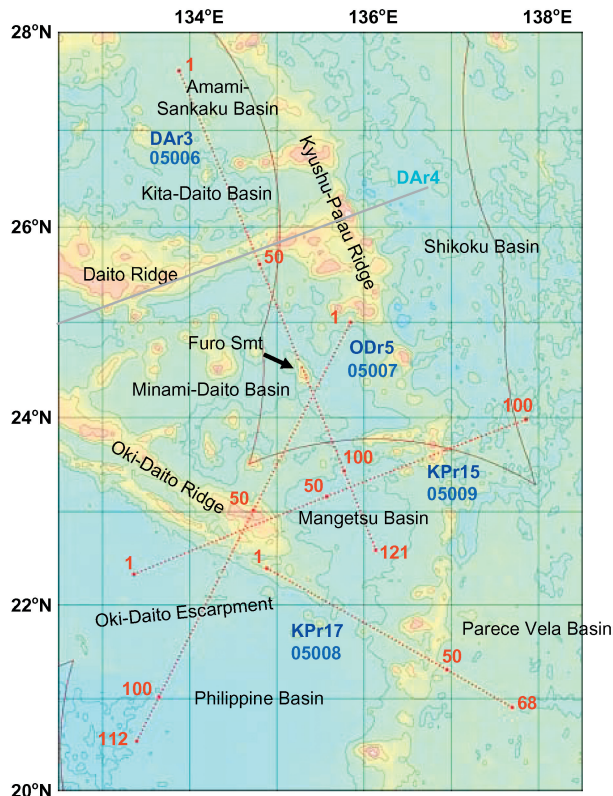 134°E
136°E
138°E
28°N
1
Amami-
Sankaku Basin
DAr3
05006
Kyushu-Palau Ridge
Kita-Daito Basin
DAr4
26°N
50
Shikoku Basin
Daito Ridge
1
Furo Smt
ODr5
05007
Minami-Daito Basin
24°N
100
Oki-Daito Ridge
100
50
KPr15
05009
50
Mangetsu Basin
1
1
121
22°N
Oki-Daito Escarpment
KPr17
05008
Parece Vela Basin
50
100
Philippine Basin
68
112
20°N